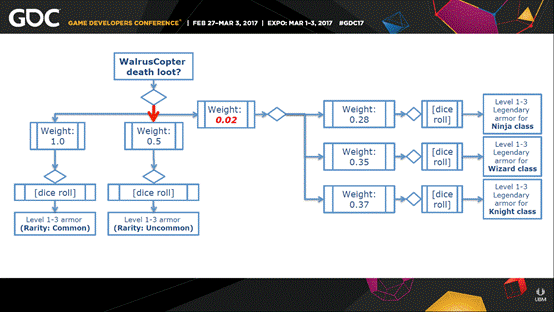 GDC
GAME DEVELOPERS CONFERENCE® | FEB 27-MAR 3, 2017 | EXPO: MAR 1-3, 2017 #GDC17
WalrusCopter
death loot?
Weight:
1.0
Weight:
0.5
Weight:
0.02
Weight:
0.28
Weight:
0.35
Weight:
0.37
[dice roll]
[dice roll]
[dice
roll]
[dice
roll]
[dice
roll]
Level 1-3 armor
(Rarity: Common)
Level 1-3 armor
(Rarity: Uncommon)
Level 1-3
Legendary
armor for
Ninja class
Level 1-3
Legendary
armor for
Wizard class
Level 1-3
Legendary
armor for
Knight class
UBM